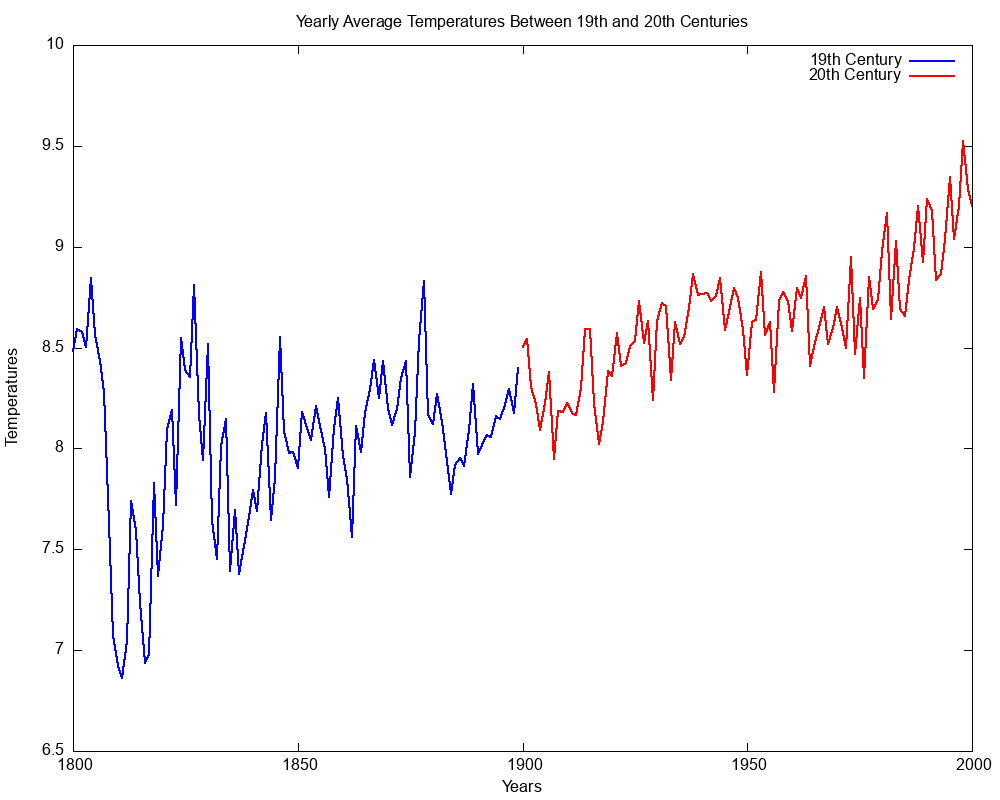 Yearly Average Temperatures Between 19th and 20th Centuries
10
19th Century
20th Century
9.5
9
8.5
8
7.5
7
6.5
Temperatures
1800 1850 1900 1950 2000
Years